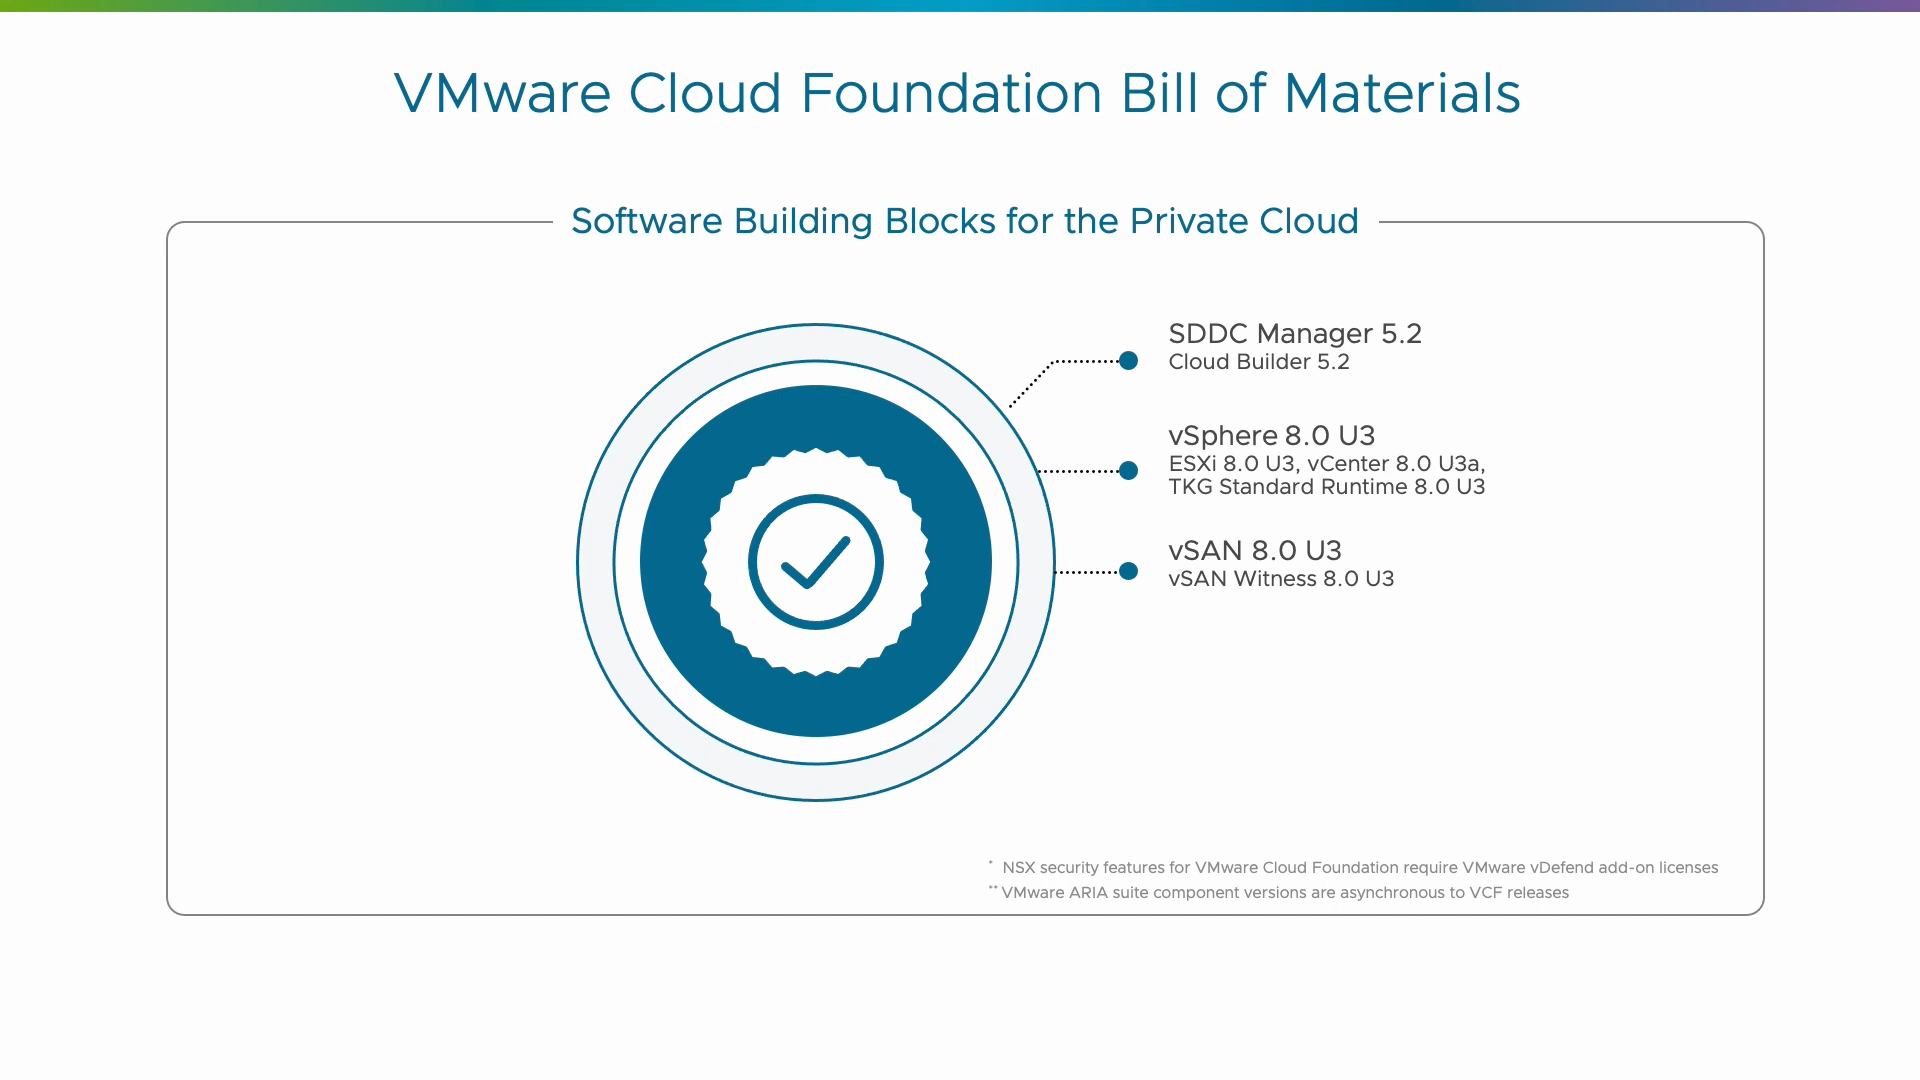 VMware Cloud Foundation Bill of Materials
Software Building Blocks for the Private Cloud
SDDC Manager 5.2
Cloud Builder 5.2
vSphere 8.0 U3
ESXi 8.0 U3, vCenter 8.0 U3a,
TKG Standard Runtime 8.0 U3
vSAN 8.0 U3
vSAN Witness 8.0 U3
* NSX security features for VMware Cloud Foundation require VMware vDefend add-on licenses
** VMware ARIA suite component versions are asynchronous to VCF releases